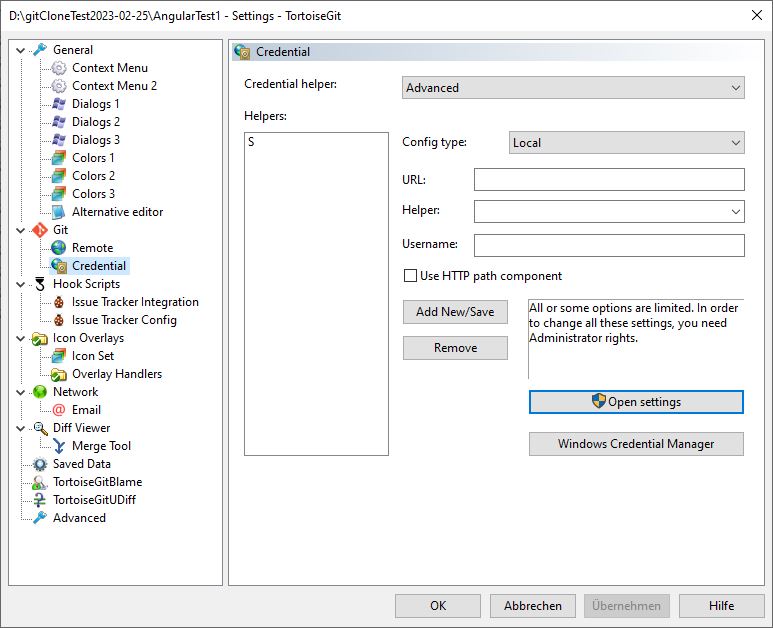 D:\gitCloneTest2023-02-25\AngularTest1 - Settings - TortoiseGit
General
Context Menu
Context Menu 2
Dialogs 1
Dialogs 2
Dialogs 3
Colors 1
Colors 2
Colors 3
Alternative editor
Git
Remote
Credential
Hook Scripts
Issue Tracker Integration
Issue Tracker Config
Icon Overlays
Icon Set
Overlay Handlers
Network
Email
Diff Viewer
Merge Tool
Saved Data
TortoiseGitBlame
TortoiseGitUDiff
Advanced
Credential
Credential helper:
Advanced
Helpers:
S
Config type:
Local
URL:
Helper:
Username:
Use HTTP path component
Add New/Save
Remove
All or some options are limited. In order
to change all these settings, you need
Administrator rights.
Open settings
Windows Credential Manager
OK
Abbrechen
Übernehmen
Hilfe